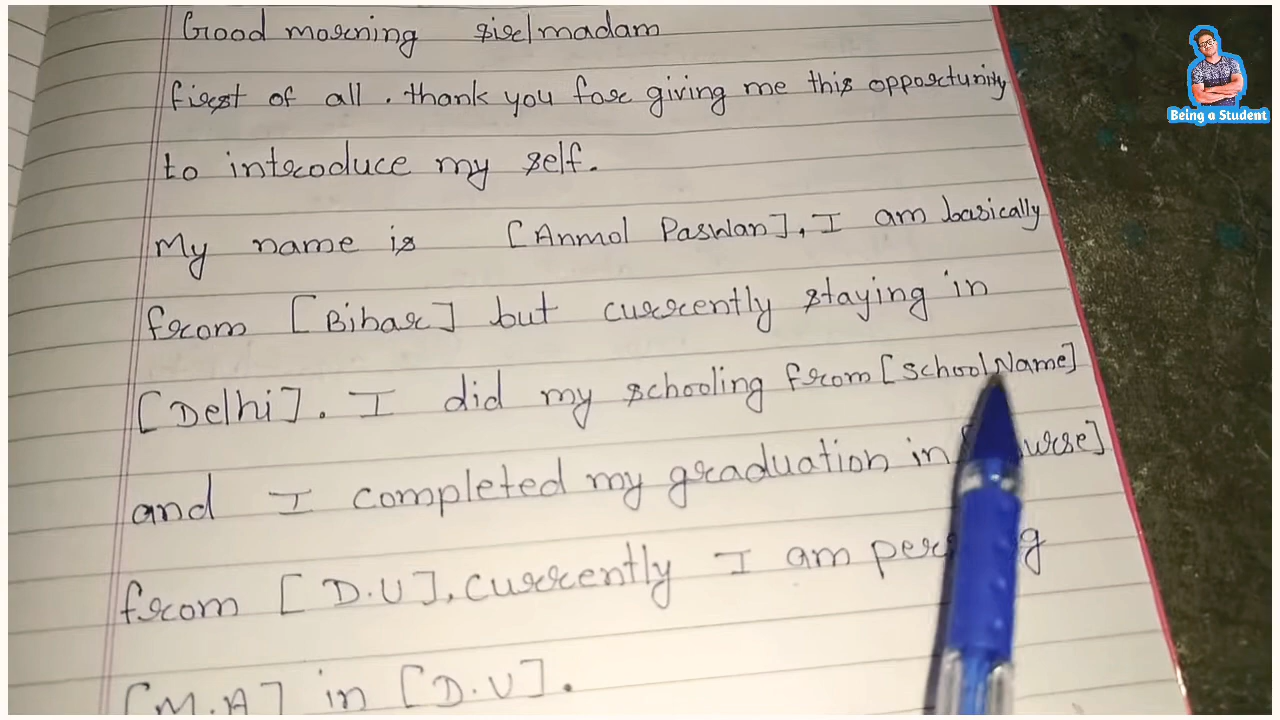 Good morning sir/madam
Being a Student
first of all . thank you for giving me this opportunity
to introduce my self.
My name is [Anmol Paswan], I am basically
from [Bihar] but currently staying in
[Delhi]. I did my schooling from [School Name]
and I completed my graduation in
from [D.U], currently I am
[M.A] in [D.U].